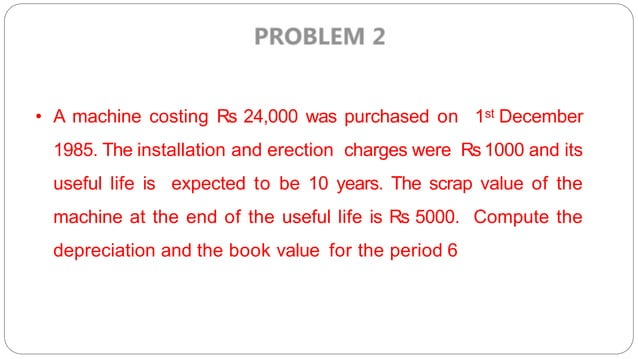 PROBLEM 2
• A machine costing Rs 24,000 was purchased on 1st December
1985. The installation and erection charges were Rs 1000 and its
useful life is expected to be 10 years. The scrap value of the
machine at the end of the useful life is Rs 5000. Compute the
depreciation and the book value for the period 6